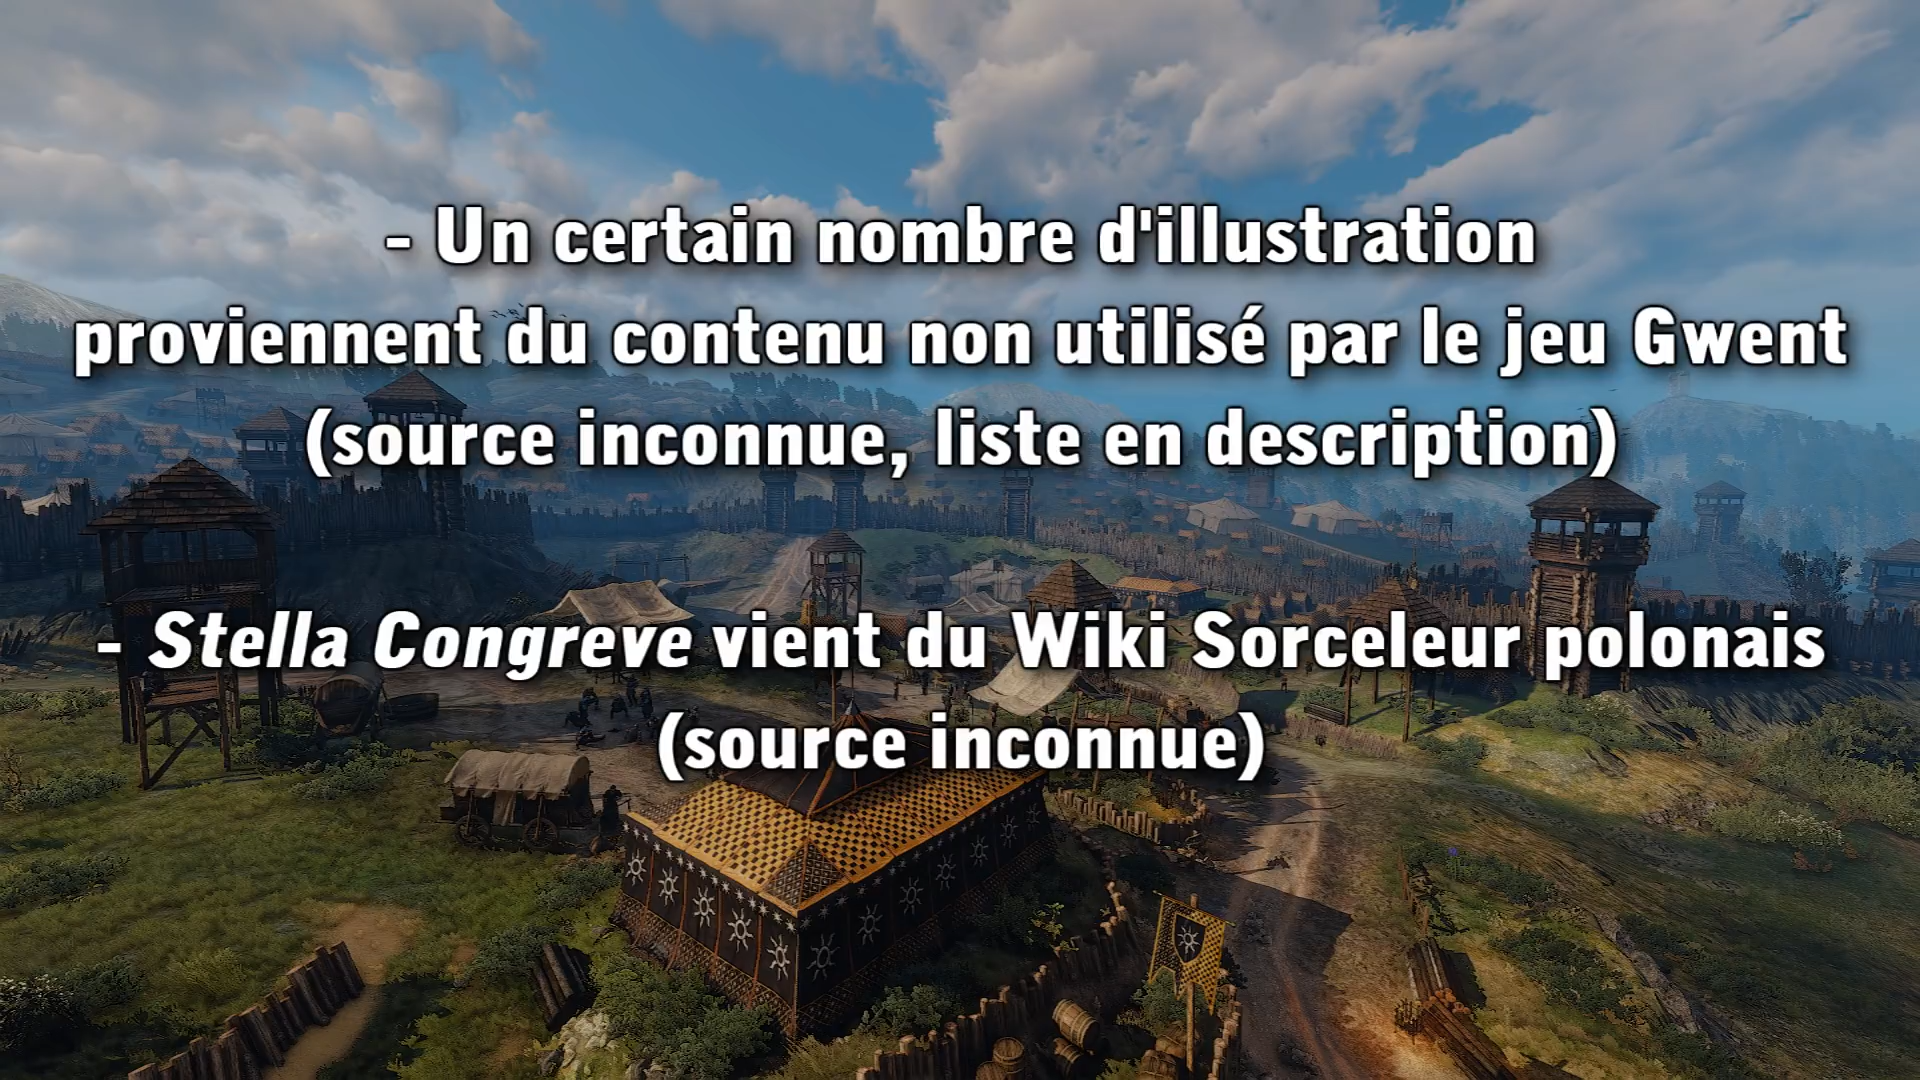 - Un certain nombre d'illustration
proviennent du contenu non utilisé par le jeu Gwent
(source inconnue, liste en description)
- Stella Congreve vient du Wiki Sorceleur polonais
(source inconnue)